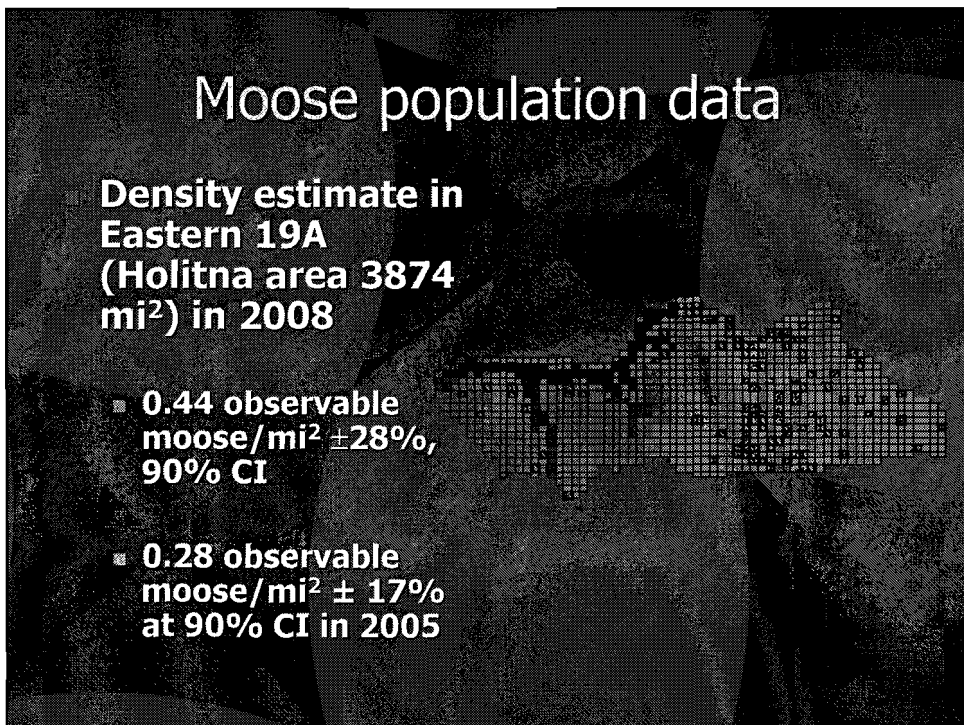 Moose population data
Density estimate in
Eastern 19A
(Holitna area 3874
mi²) in 2008
0.44 observable
moose/mi² ±28%,
90% CI
0.28 observable
moose/mi² ± 17%
at 90% CI in 2005